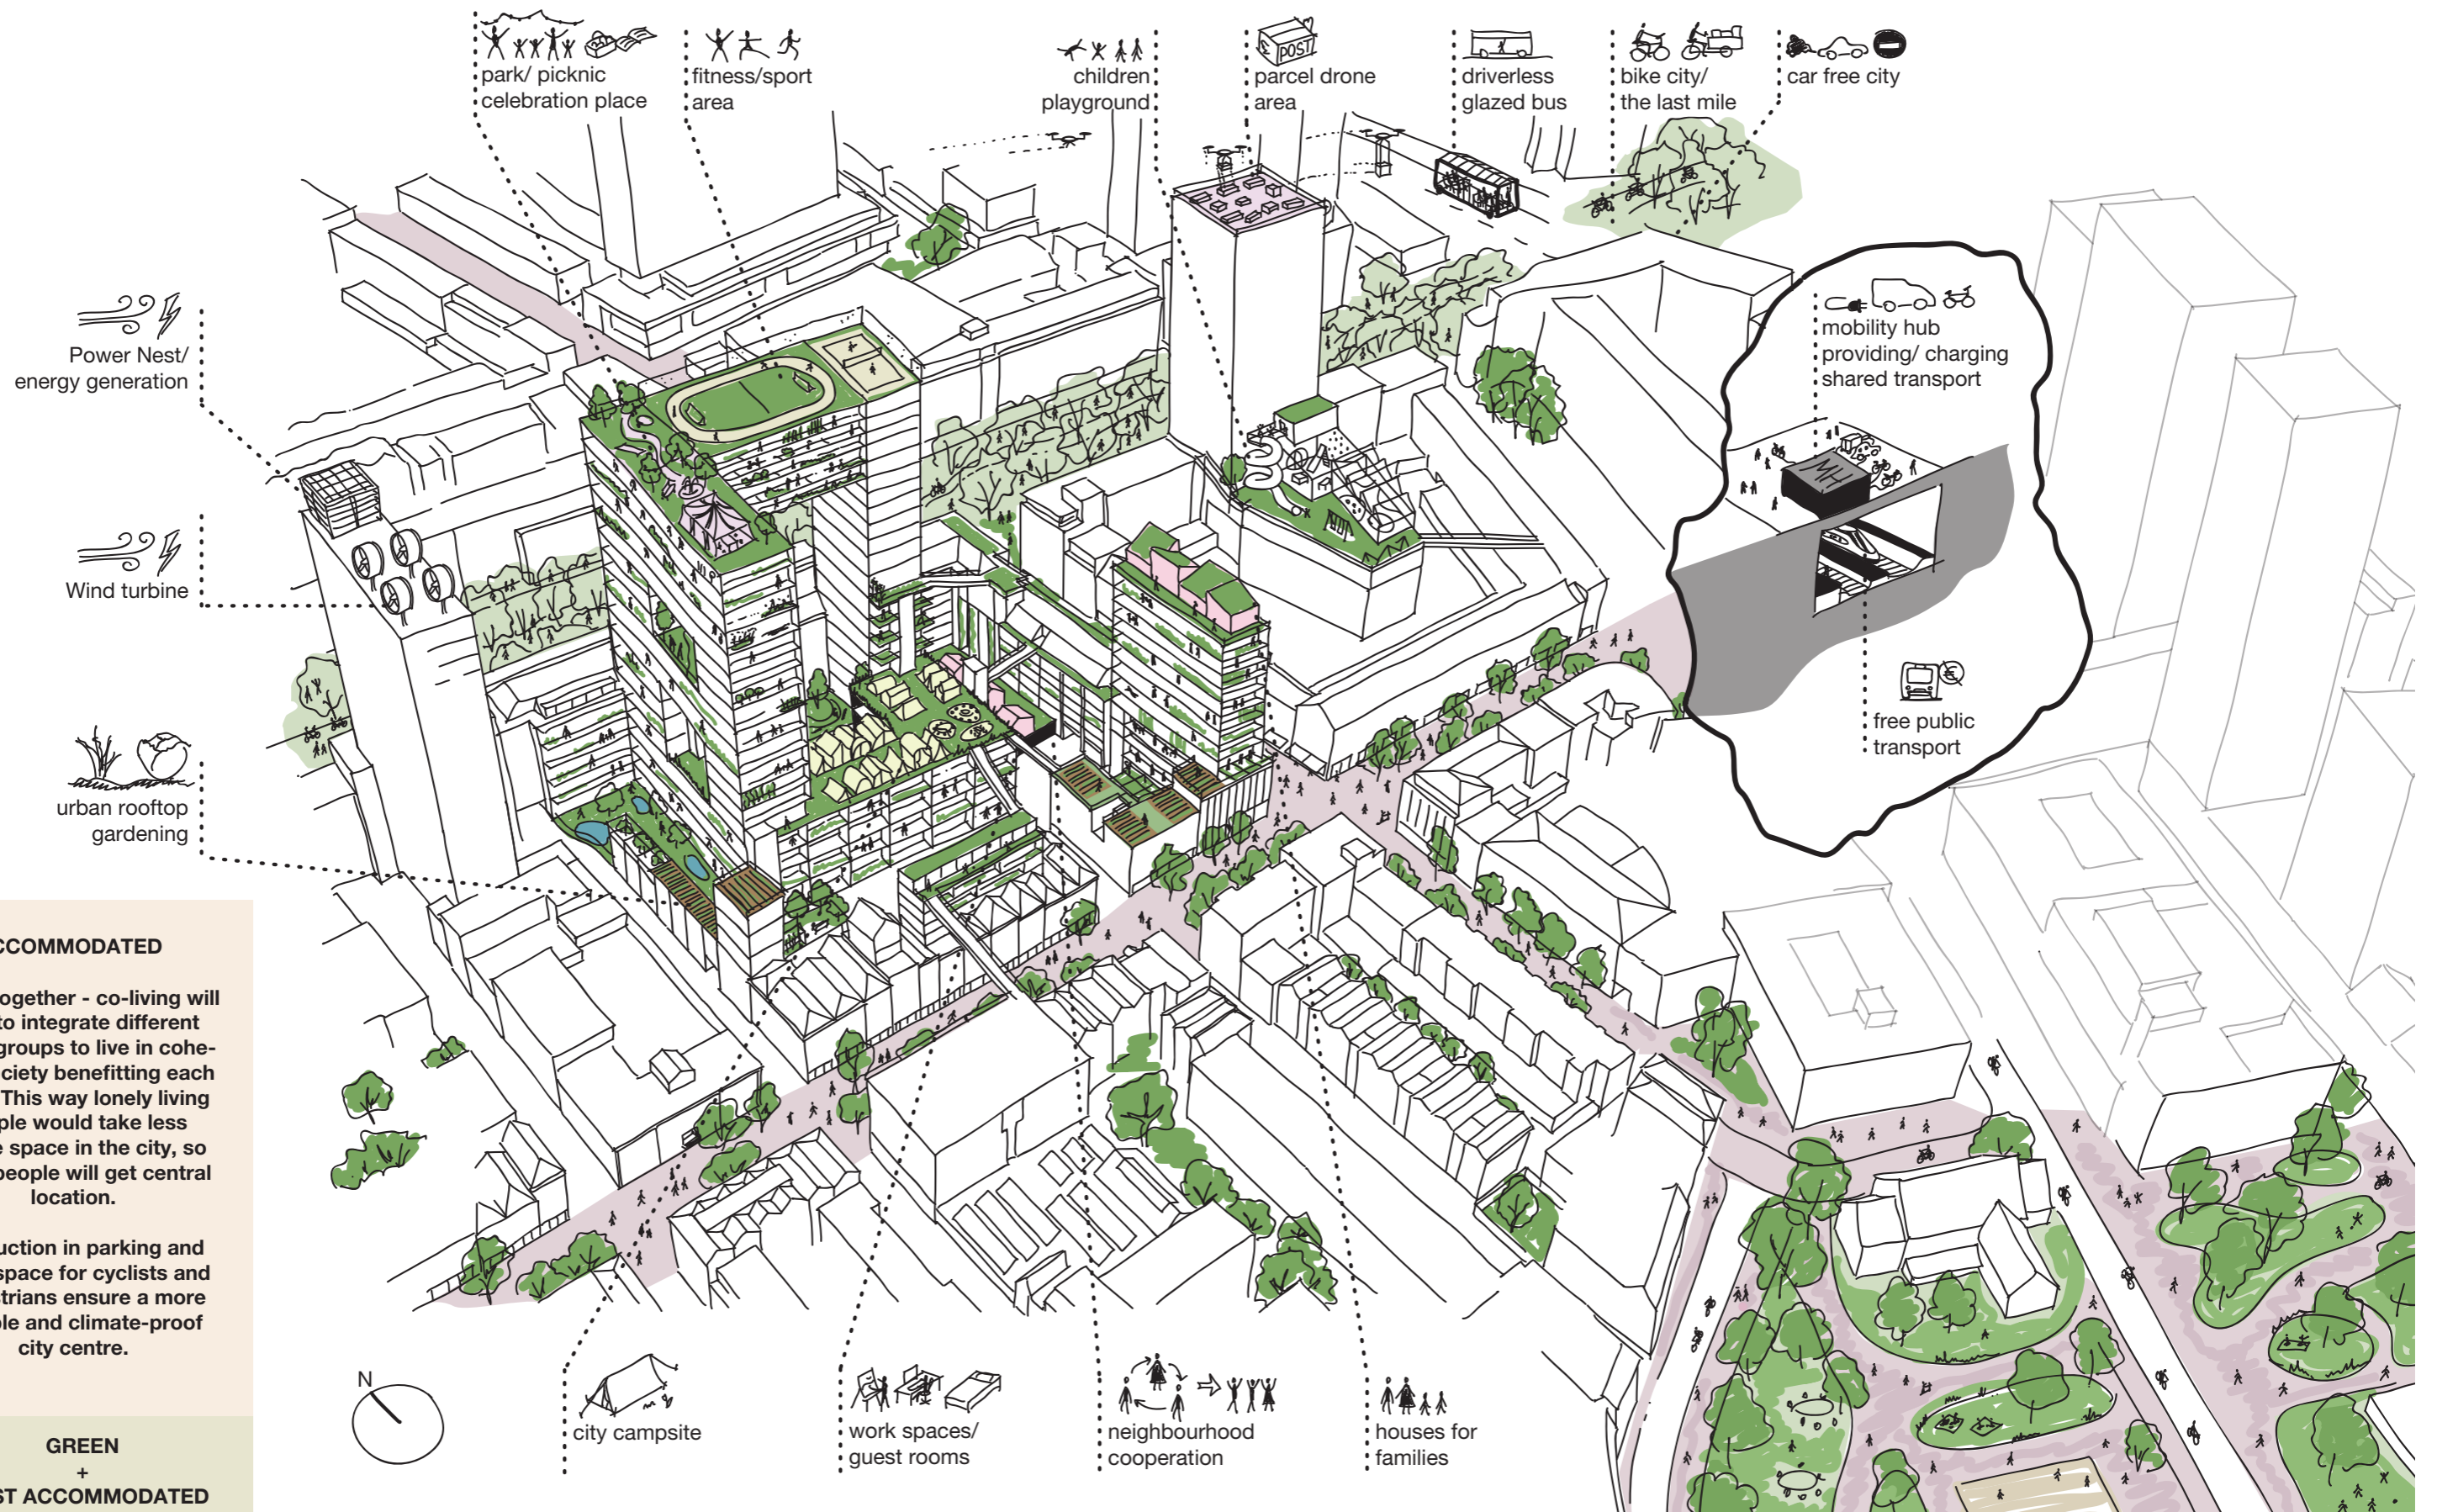 park/ picknic
celebration place
fitness/sport
area
children
playground
POST
parcel drone
area
driverless
glazed bus
bike city/
the last mile
car free city
Power Nest/
energy generation
mobility hub
providing/ charging
shared transport
MH
Wind turbine
€
free public
transport
urban rooftop
gardening
CCOMMODATED
ogether - co-living will
to integrate different
groups to live in cohe-
ciety benefitting each
This way lonely living
ple would take less
e space in the city, so
people will get central
location.
uction in parking and
space for cyclists and
strians ensure a more
ble and climate-proof
city centre.
GREEN
+
ST ACCOMMODATED
N
city campsite
work spaces/
guest rooms
neighbourhood
cooperation
houses for
families